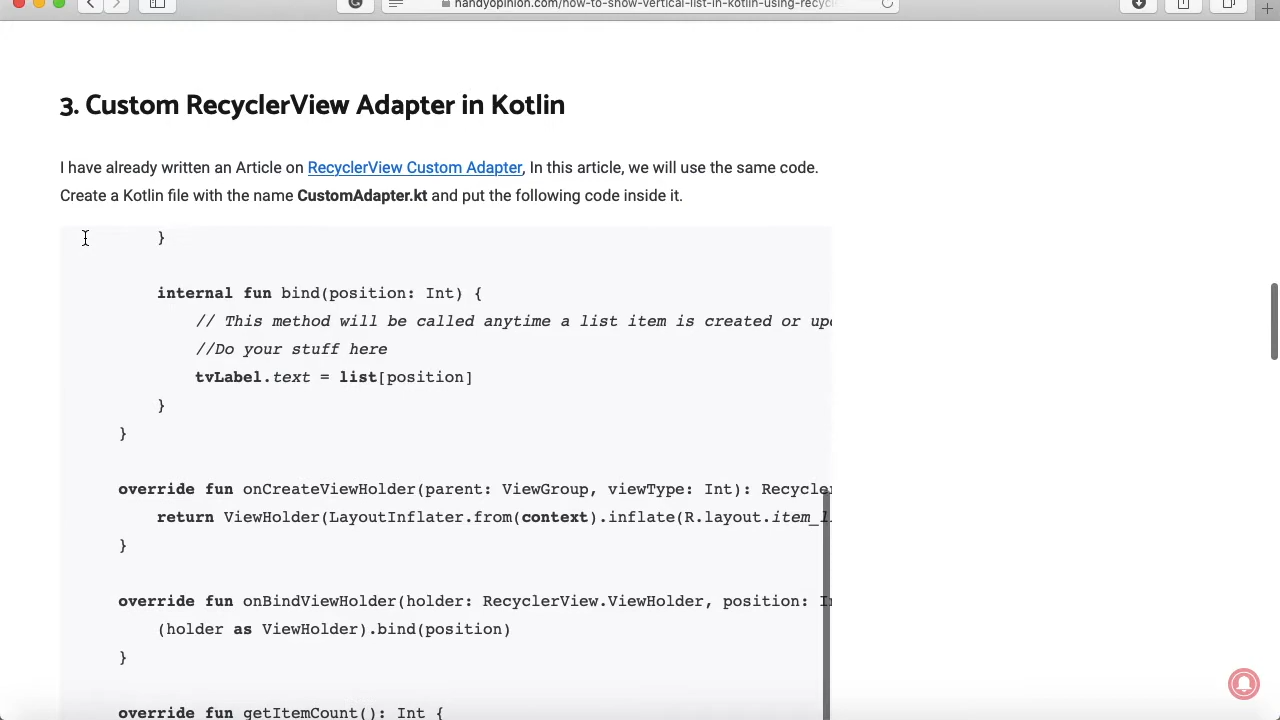 handyopinion.com/how-to-show-vertical-list-in-kotlin-using-recycle
3. Custom RecyclerView Adapter in Kotlin
I have already written an Article on RecyclerView Custom Adapter, In this article, we will use the same code.
Create a Kotlin file with the name CustomAdapter.kt and put the following code inside it.
}
internal fun bind(position: Int) {
// This method will be called anytime a list item is created or upd
//Do your stuff here
tvLabel.text = list[position]
}
}
override fun onCreateViewHolder(parent: ViewGroup, viewType: Int): Recycler
return ViewHolder(LayoutInflater.from(context).inflate(R.layout.item_l
}
override fun onBindViewHolder(holder: RecyclerView.ViewHolder, position: In
(holder as ViewHolder).bind(position)
}
override fun getItemCount(): Int {